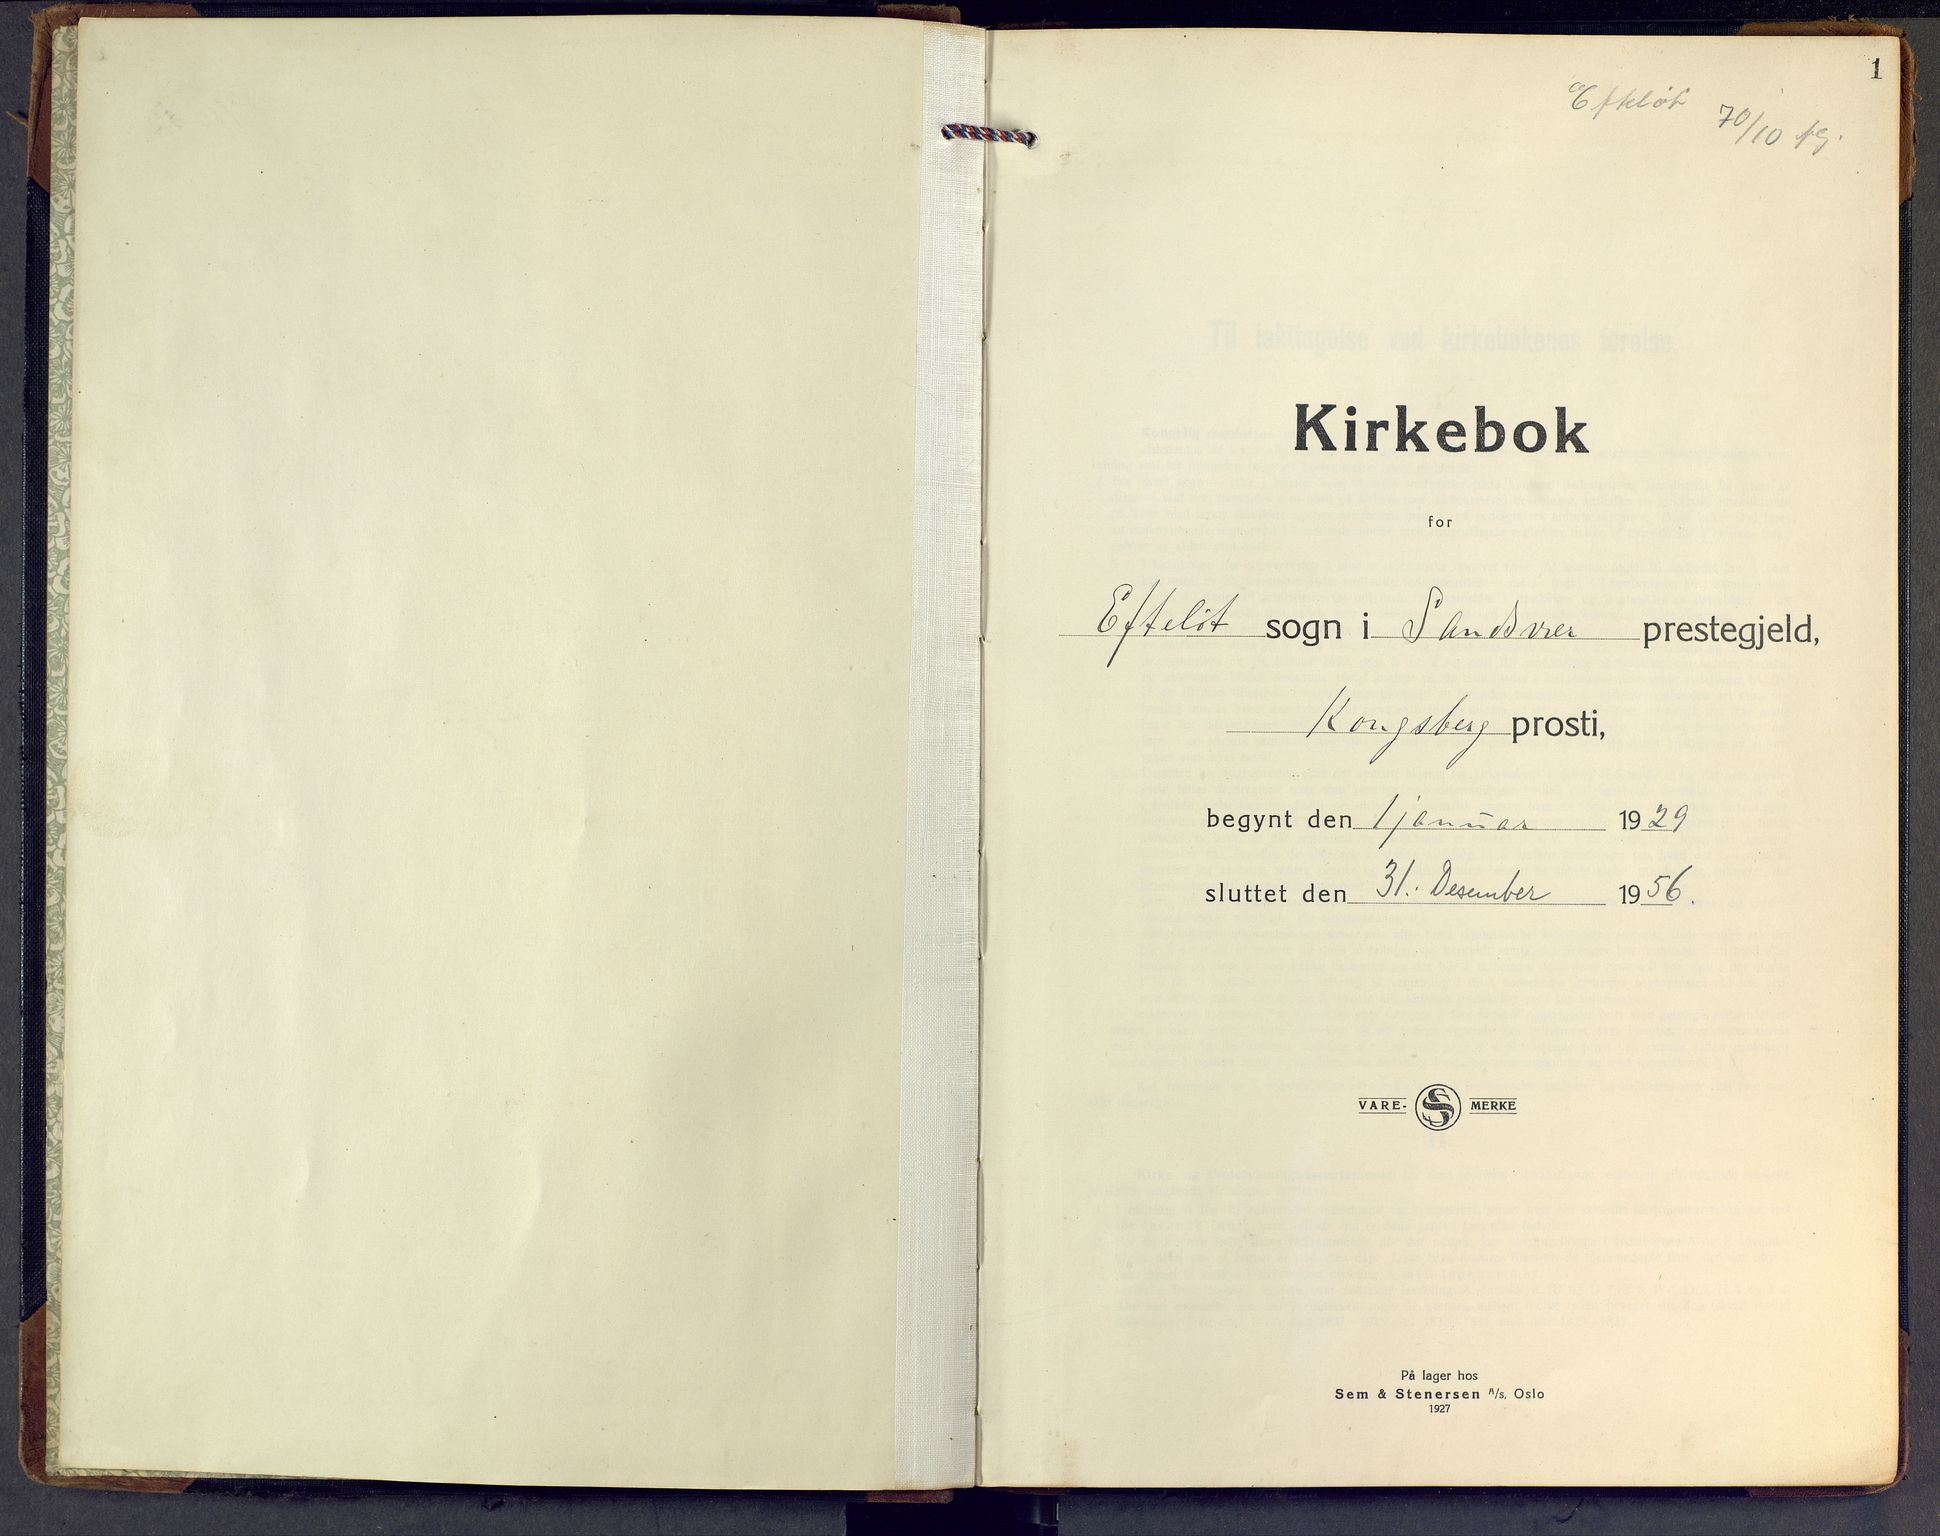 1
Efteløt
70/10
Kirkebok
for
Efteløt sogn i Sandsvær prestegjeld,
Kongsberg prosti,
begynt den 1 januar 1929
sluttet den 31. Desember 1956.
VARE- S MERKE
På lager hos
Sem & Stenersen A/s, Oslo
1927